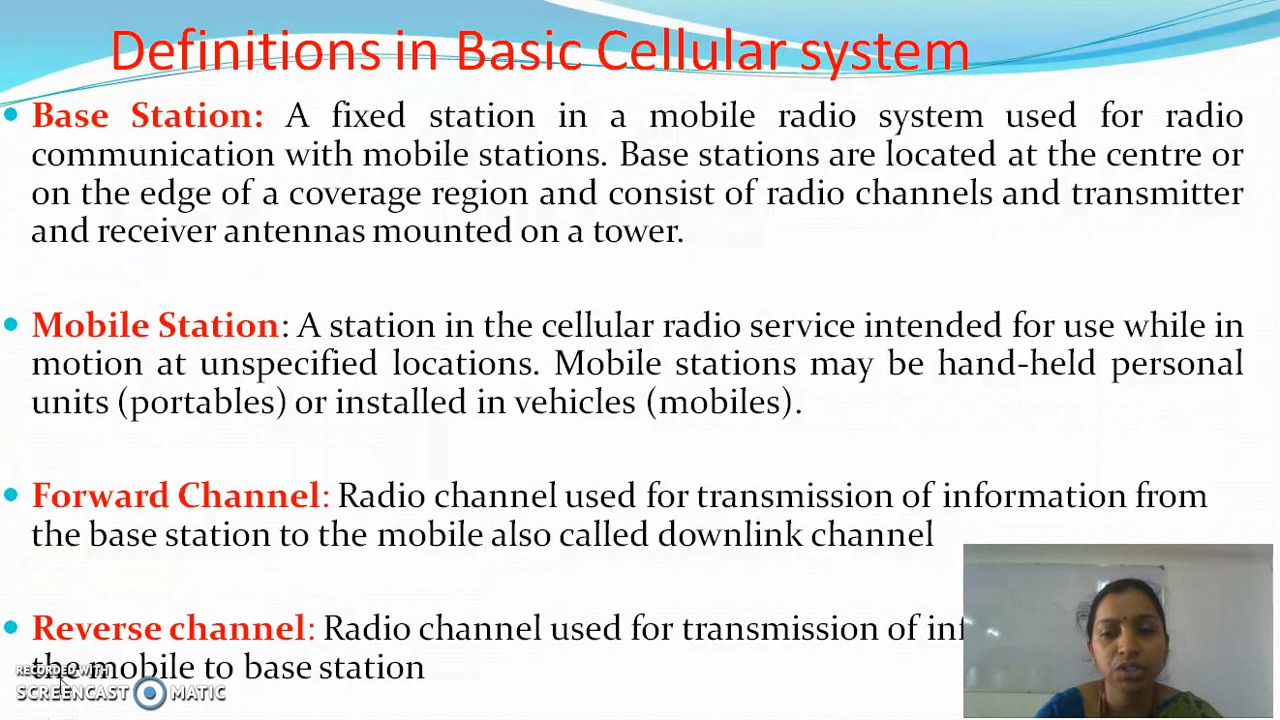 Definitions in Basic Cellular system
Base Station: A fixed station in a mobile radio system used for radio
communication with mobile stations. Base stations are located at the centre or
on the edge of a coverage region and consist of radio channels and transmitter
and receiver antennas mounted on a tower.
Mobile Station: A station in the cellular radio service intended for use while in
motion at unspecified locations. Mobile stations may be hand-held personal
units (portables) or installed in vehicles (mobiles).
Forward Channel: Radio channel used for transmission of information from
the base station to the mobile also called downlink channel
Reverse channel: Radio channel used for transmission of
the mobile to base station
RECORDED WITH
SCREENCAST MATIC